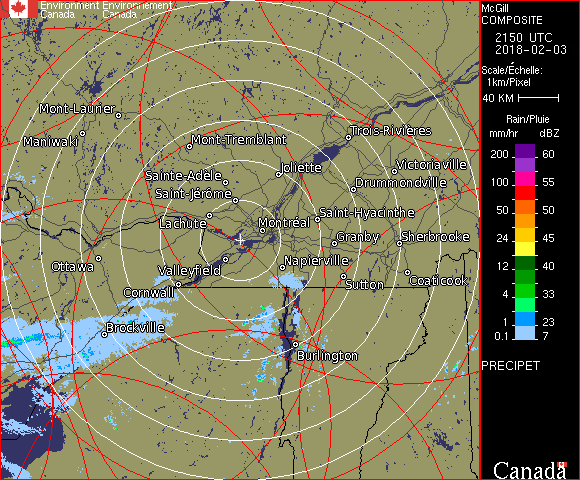 Environment Environnement
Canada Canada
McGill
COMPOSITE
2150 UTC
2018-02-03
Scale/Échelle:
1km/Pixel
40 KM
Rain/Pluie
mm/hr dBZ
200 60
55
100 55
50 50
24 45
12 40
4 33
1 23
0.1 7
PRECIPET
Canada
Mont-Laurier
Maniwaki
Mont-Tremblant
Trois-Rivières
Joliette
Victoriaville
Sainte-Adèle
Drummondville
Saint-Jérôme
Saint-Hyacinthe
Lachute
Montréal
Granby
Sherbrooke
Ottawa
Valleyfield
Napierville
Sutton
Coaticook
Cornwall
Brockville
Burlington